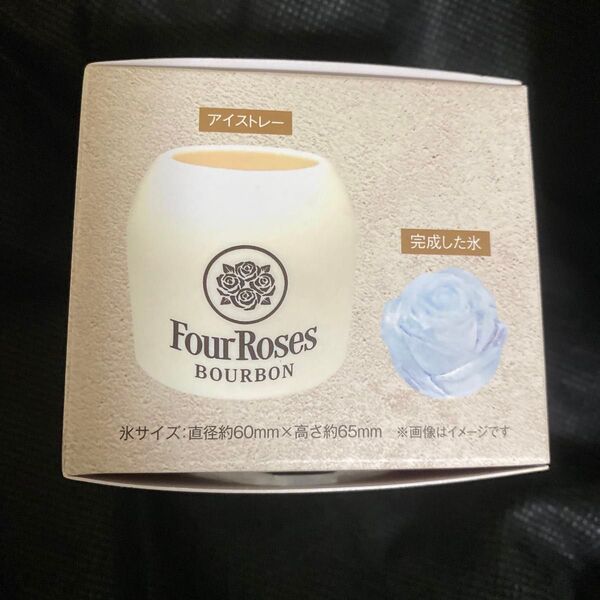 アイストレー
完成した氷
Four Roses
BOURBON
氷サイズ:直径約60mm×高さ約65mm ※画像はイメージです